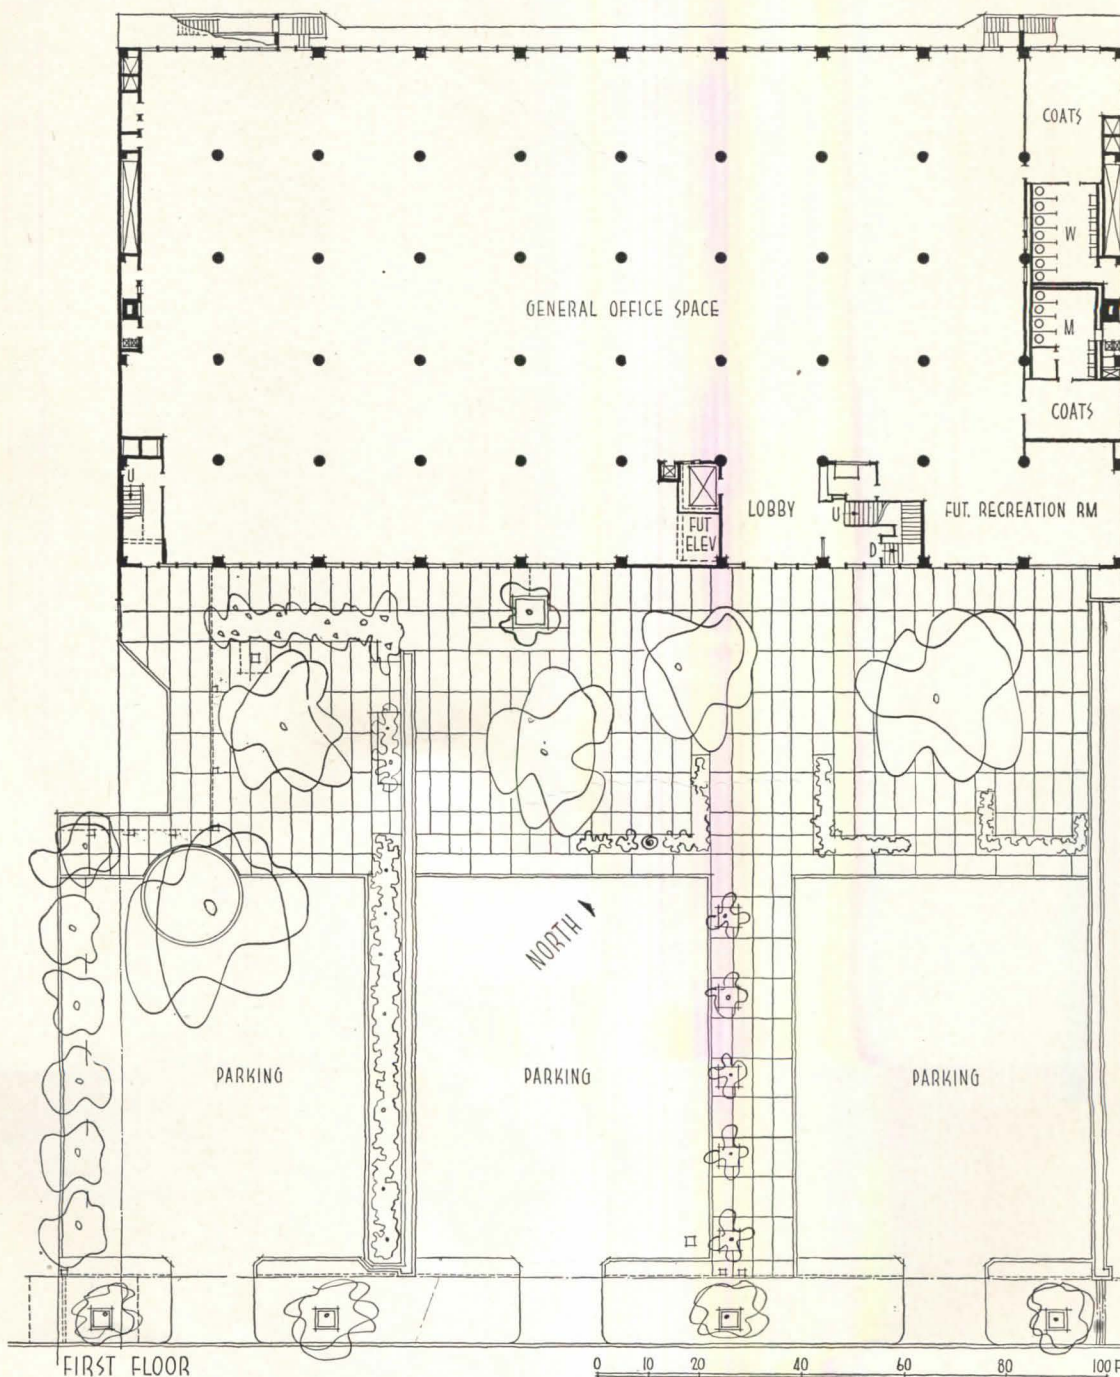 COATS
W
GENERAL OFFICE SPACE
M
COATS
U
LOBBY
U
FUT. RECREATION RM
FUT
ELEV
D
NORTH
PARKING
PARKING
PARKING
FIRST FLOOR
0 10 20 40 60 80 100 F